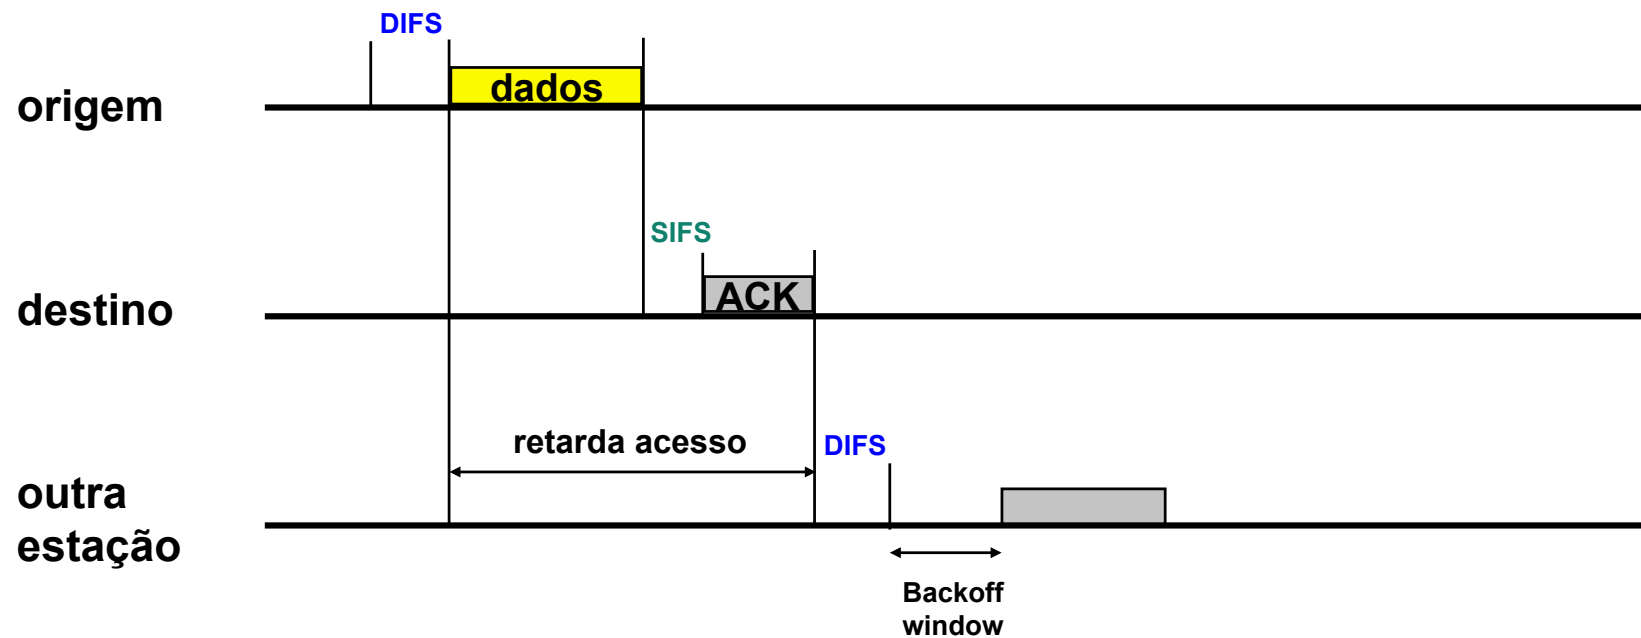 DIFS
dados
origem
SIFS
ACK
destino
retarda acesso
DIFS
outra
estação
Backoff
window